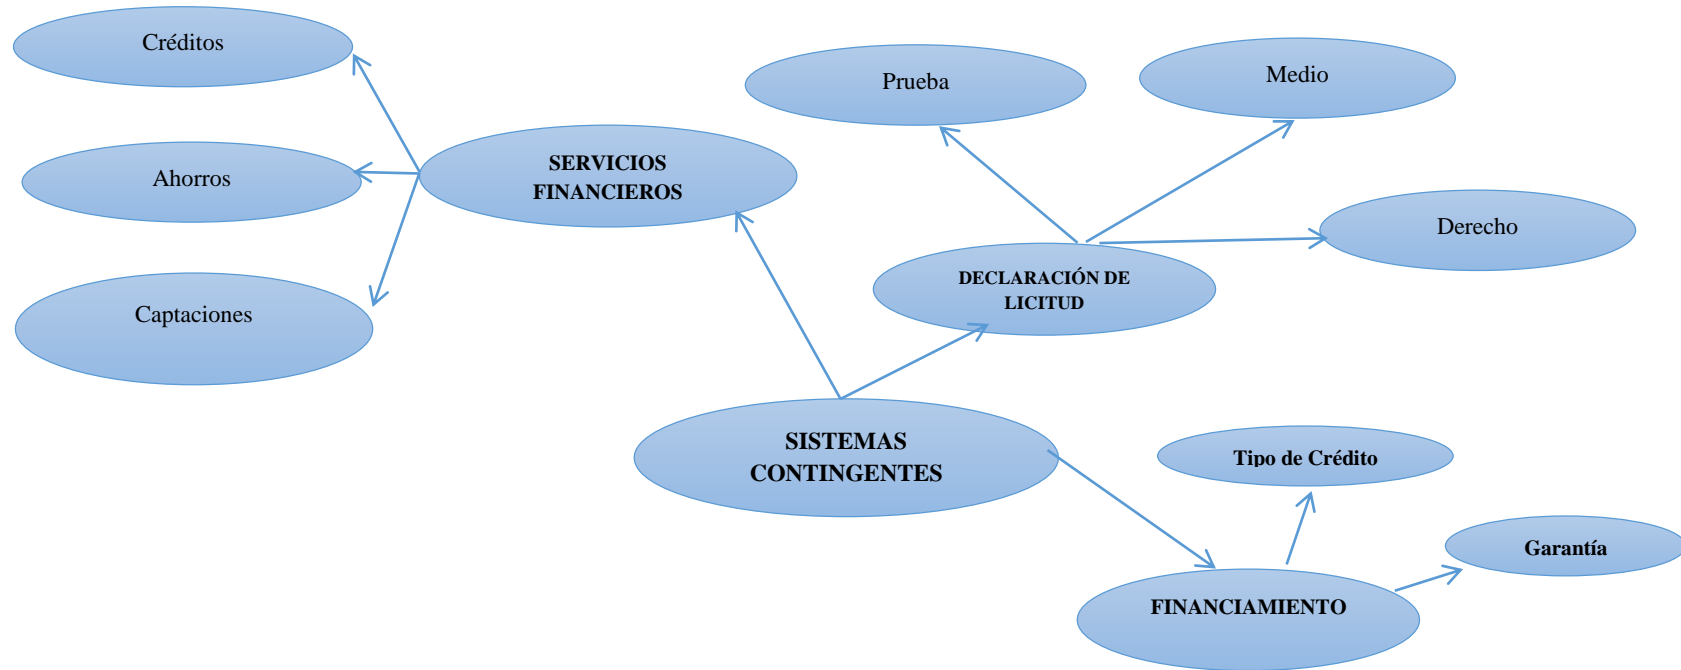 Créditos
Ahorros
Captaciones
SERVICIOS
FINANCIEROS
Prueba
Medio
Derecho
DECLARACIÓN DE
LICITUD
SISTEMAS
CONTINGENTES
Tipo de Crédito
Garantía
FINANCIAMIENTO